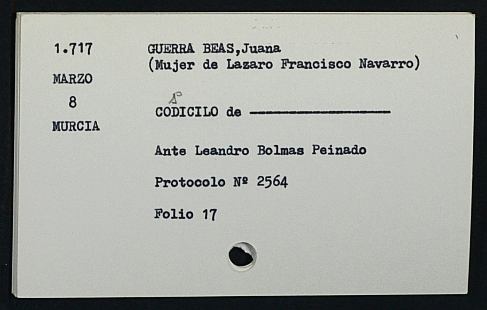 1.717 GUERRA BEAS,Juana
(Mujer de Lazaro Francisco Navarro)
MARZO
8
CODICILO de
MURCIA
Ante Leandro Bolmas Peinado
Protocolo Nº 2564
Folio 17